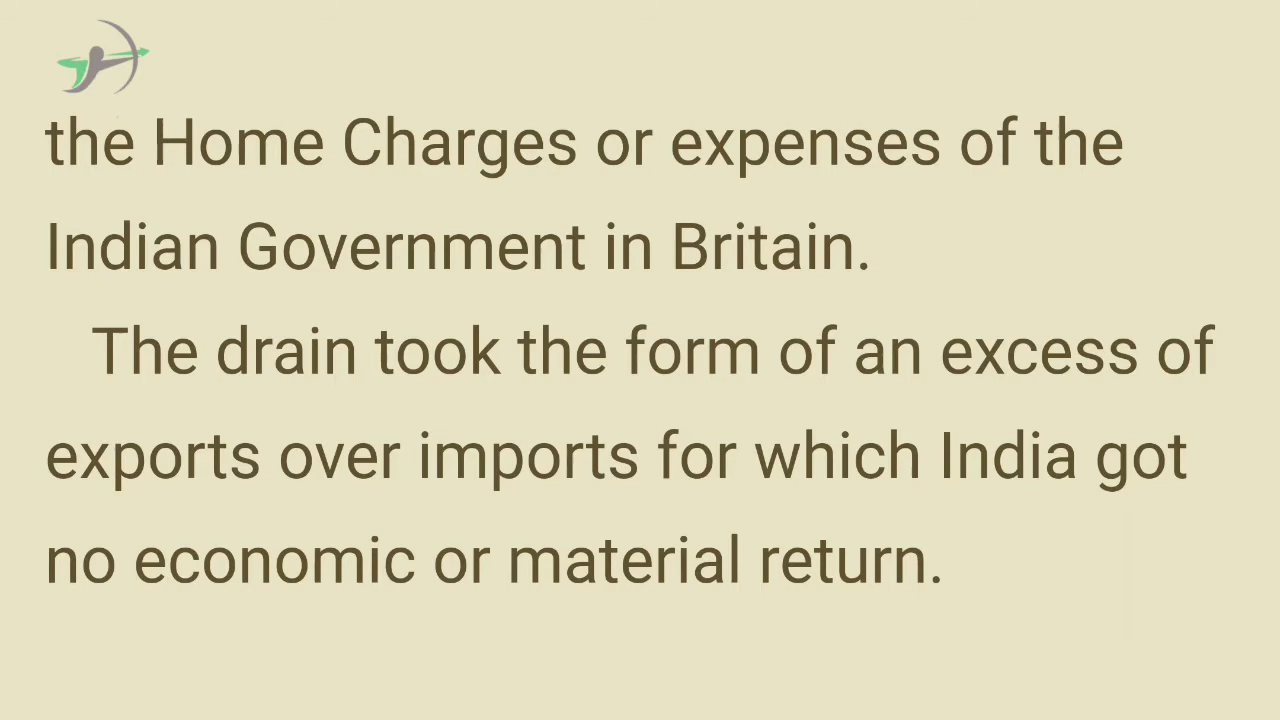 the Home Charges or expenses of the
Indian Government in Britain.
The drain took the form of an excess of
exports over imports for which India got
no economic or material return.